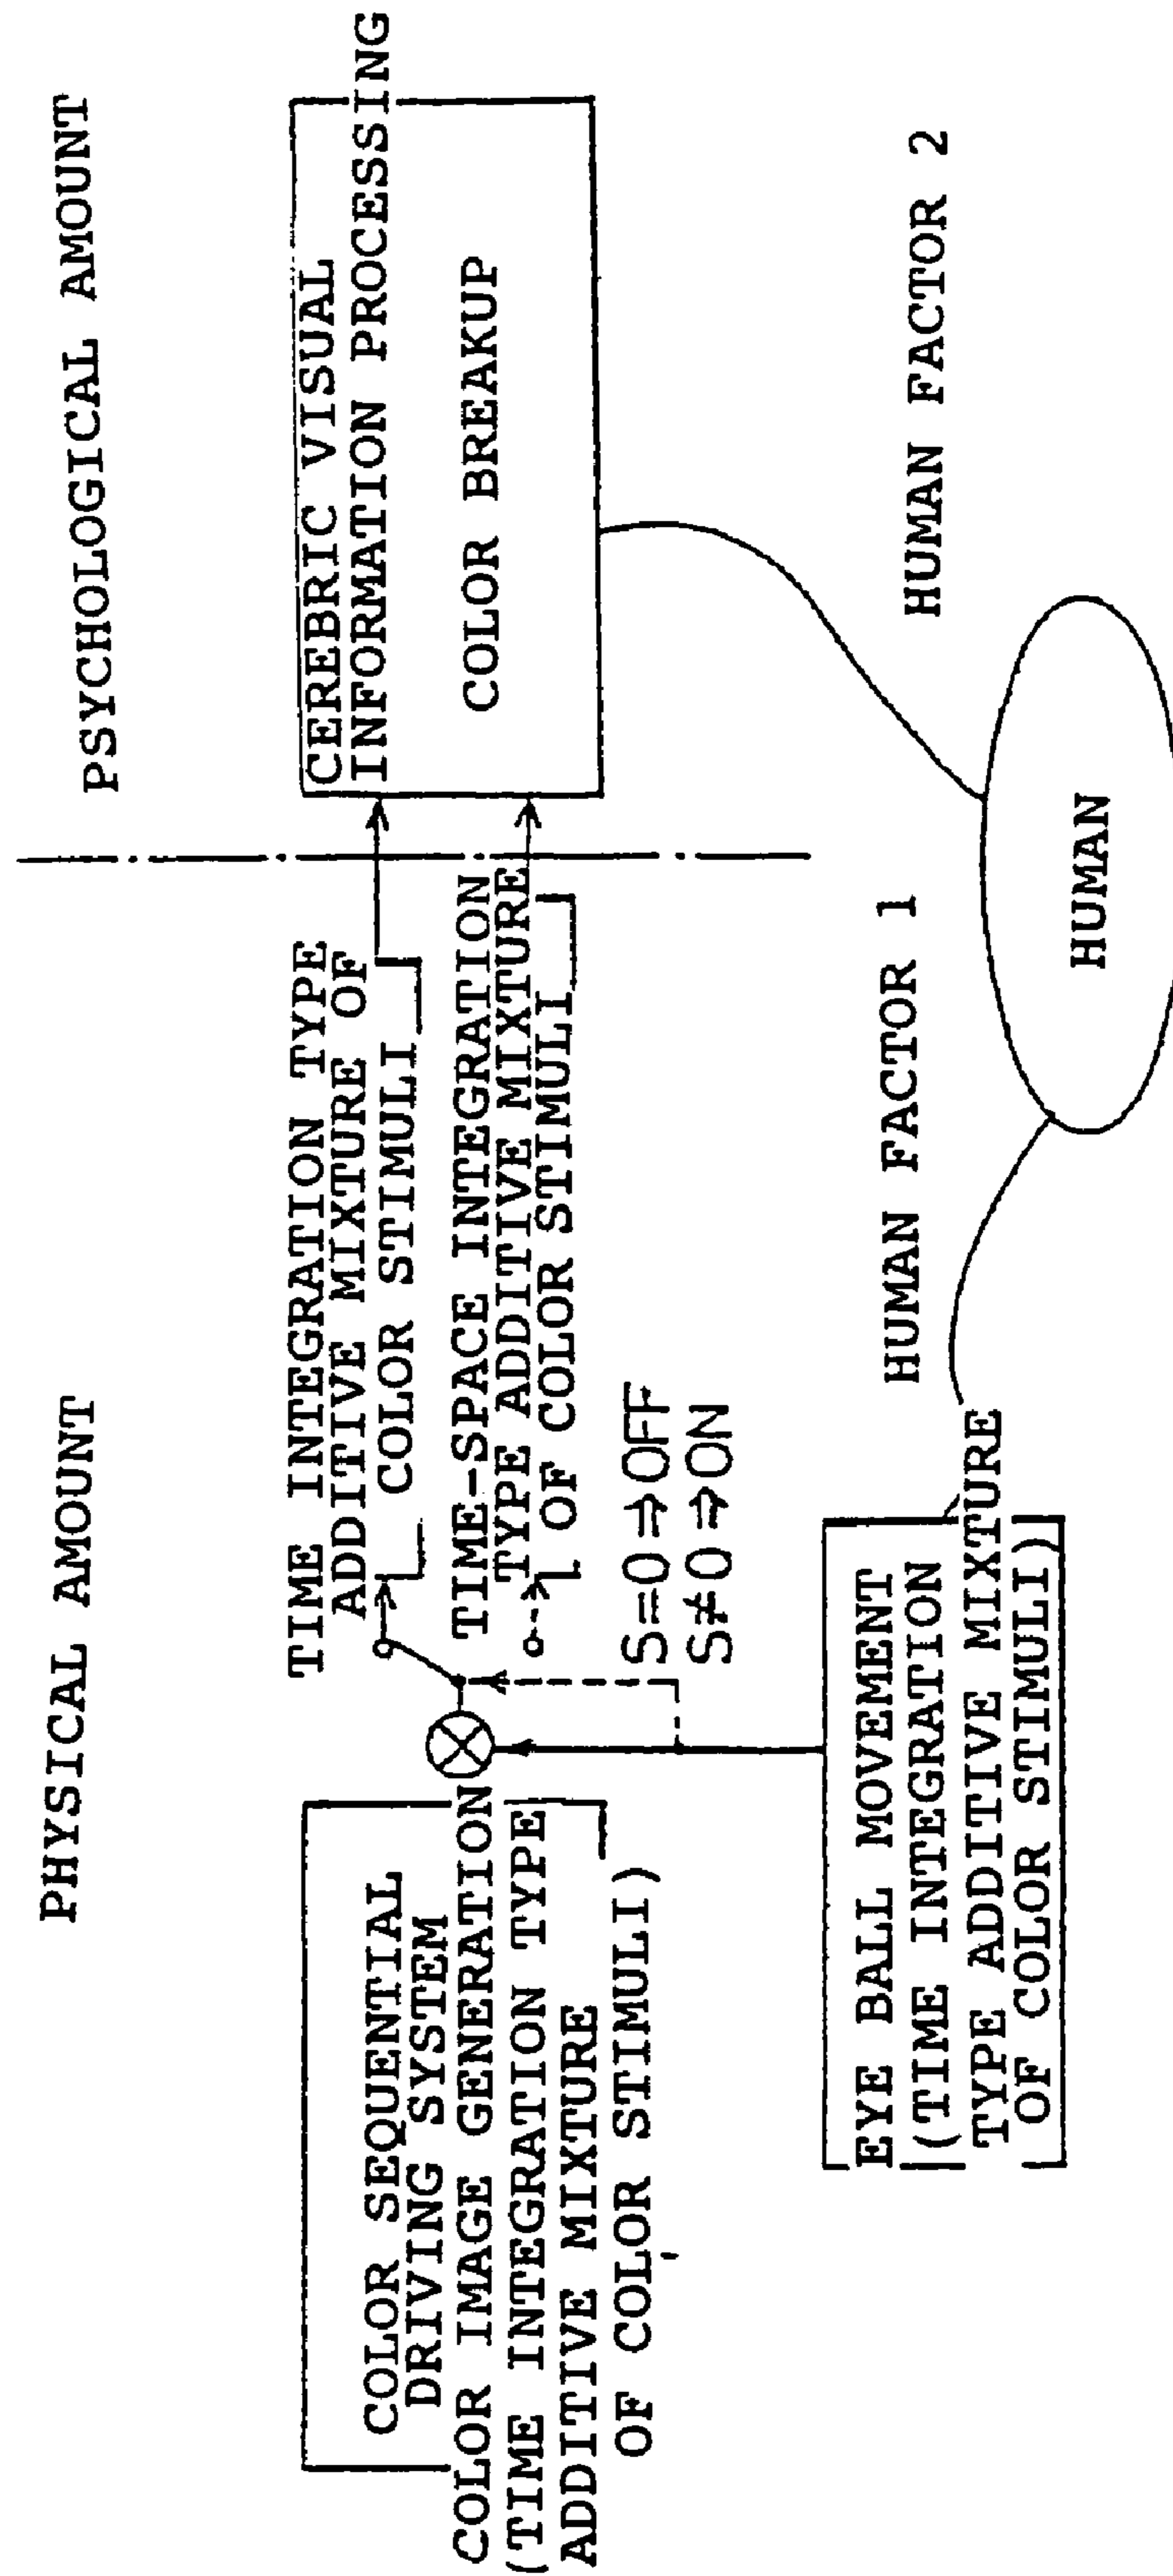 PHYSICAL AMOUNT
PSYCHOLOGICAL AMOUNT
COLOR SEQUENTIAL
DRIVING SYSTEM
COLOR IMAGE GENERATION
(TIME INTEGRATION TYPE
ADDITIVE MIXTURE
OF COLOR STIMULI)
TIME INTEGRATION TYPE
ADDITIVE MIXTURE OF
COLOR STIMULI
TIME-SPACE INTEGRATION
TYPE ADDITIVE MIXTURE
OF COLOR STIMULI
S=0⇒OFF
S≠0⇒ON
CEREBRIC VISUAL
INFORMATION PROCESSING
COLOR BREAKUP
EYE BALL MOVEMENT
(TIME INTEGRATION
TYPE ADDITIVE MIXTURE
OF COLOR STIMULI)
HUMAN FACTOR 1
HUMAN FACTOR 2
HUMAN